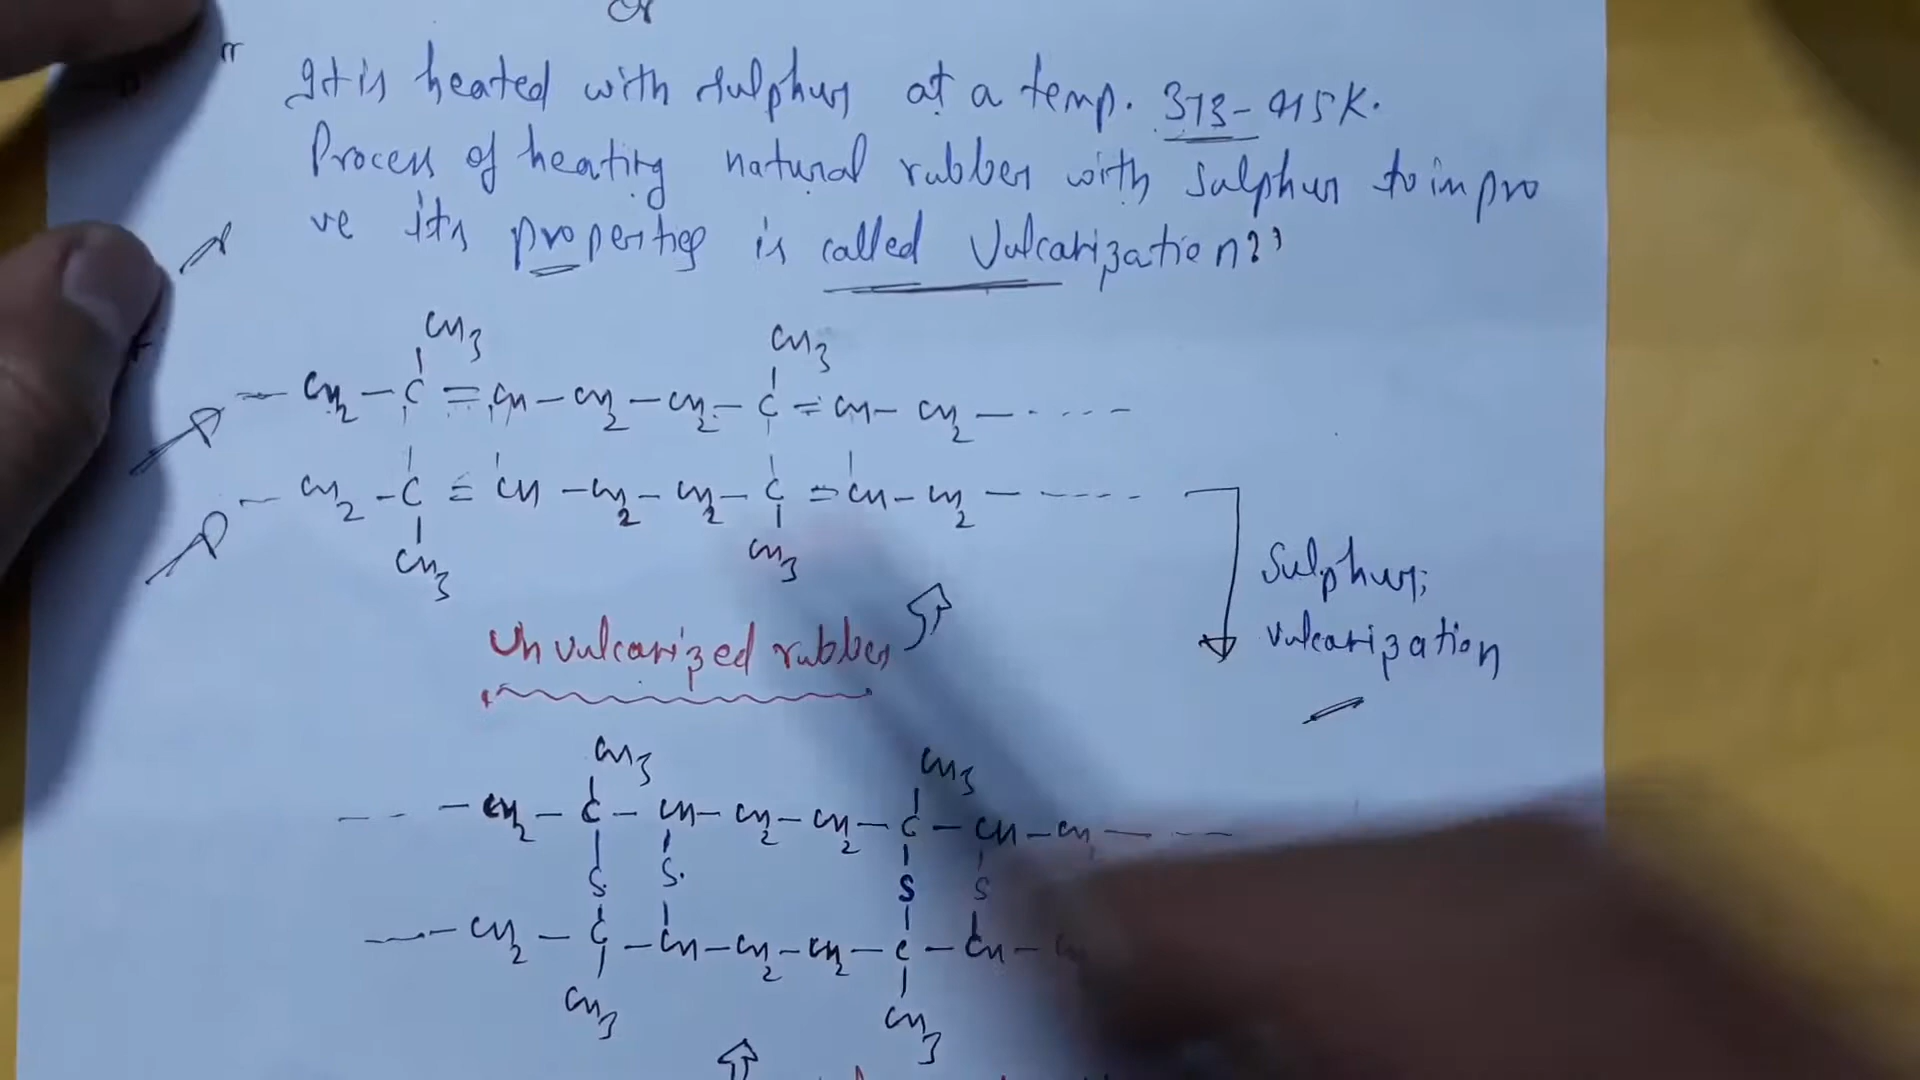 or
It is heated with sulphur at a temp. 373-415K.
Process of heating natural rubber with sulphur to impro
ve its properties is called Vulcanization??
CH3 CH3
-- CH2 - C = CH - CH2 - CH2 - C = CH - CH2 - ----
-- CH2 - C = CH - CH2 - CH2 - C = CH - CH2 - ----
CH3 CH3
Sulphur;
vulcanization
Un vulcanized rubber
CH3 CH3
-- - CH2 - C - CH - CH2 - CH2 - C - CH - CH2 - ---
S S S S
--- CH2 - C - CH - CH2 - CH2 - C - CH -
CH3 CH3